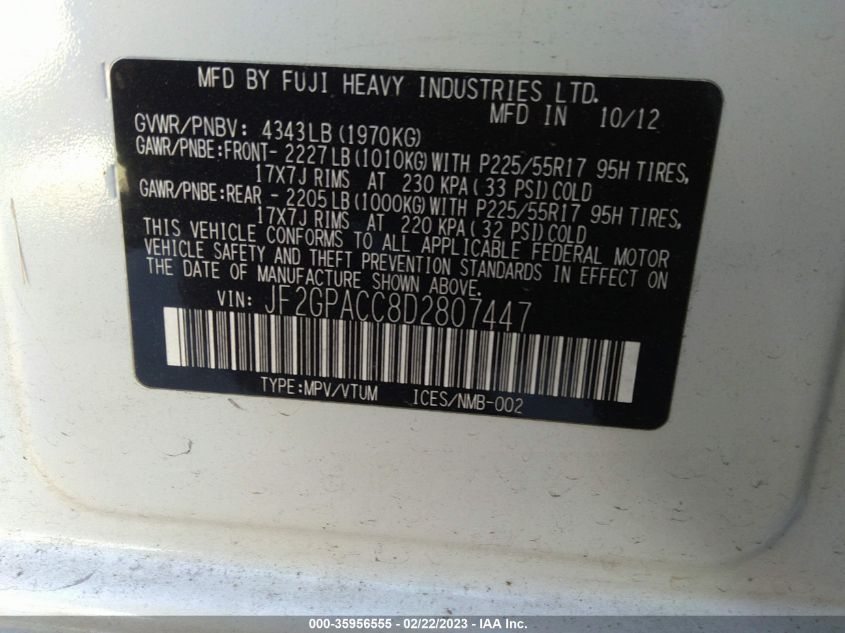 MFD BY FUJI HEAVY INDUSTRIES LTD.
MFD IN 10/12
GVWR/PNBV: 4343LB (1970KG)
GAWR/PNBE:FRONT- 2227LB (1010KG) WITH P225/55R17 95H TIRES,
17X7J RIMS AT 230 KPA (33 PSI) COLD
GAWR/PNBE:REAR - 2205LB (1000KG) WITH P225/55R17 95H TIRES,
17X7J RIMS AT 220 KPA (32 PSI) COLD
THIS VEHICLE CONFORMS TO ALL APPLICABLE FEDERAL MOTOR
VEHICLE SAFETY AND THEFT PREVENTION STANDARDS IN EFFECT ON
THE DATE OF MANUFACTURE SHOWN ABOVE.
VIN: JF2GPACC8D2807447
TYPE:MPV/VTUM ICES/NMB-002
000-35956555 - 02/22/2023 - IAA Inc.